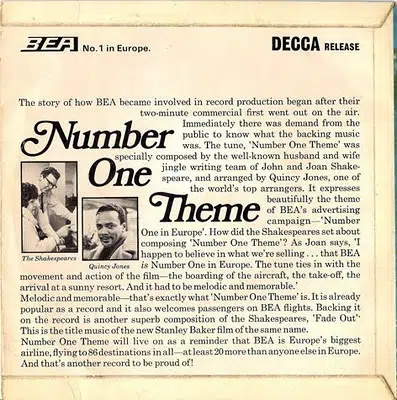 BEA No. 1 in Europe.
DECCA RELEASE
The story of how BEA became involved in record production began after their
two-minute commercial first went out on the air.
Immediately there was demand from the
public to know what the backing music
was. The tune, 'Number One Theme' was
specially composed by the well-known husband and wife
jingle writing team of John and Joan Shake-
speare, and arranged by Quincy Jones, one of
the world's top arrangers. It expresses
beautifully the theme
of BEA's advertising
campaign—'Number
One in Europe'. How did the Shakespeares set about
composing 'Number One Theme'? As Joan says, 'I
happen to believe in what we're selling . . . that BEA
is Number One in Europe. The tune ties in with the
movement and action of the film—the boarding of the aircraft, the take-off, the
arrival at a sunny resort. And it had to be melodic and memorable.'
Melodic and memorable—that's exactly what 'Number One Theme' is. It is already
popular as a record and it also welcomes passengers on BEA flights. Backing it
on the record is another superb composition of the Shakespeares, 'Fade Out'
This is the title music of the new Stanley Baker film of the same name.
Number One Theme will live on as a reminder that BEA is Europe's biggest
airline, flying to 86 destinations in all—at least 20 more than anyone else in Europe.
And that's another record to be proud of!
Number
One
Theme
The Shakespeares
Quincy Jones